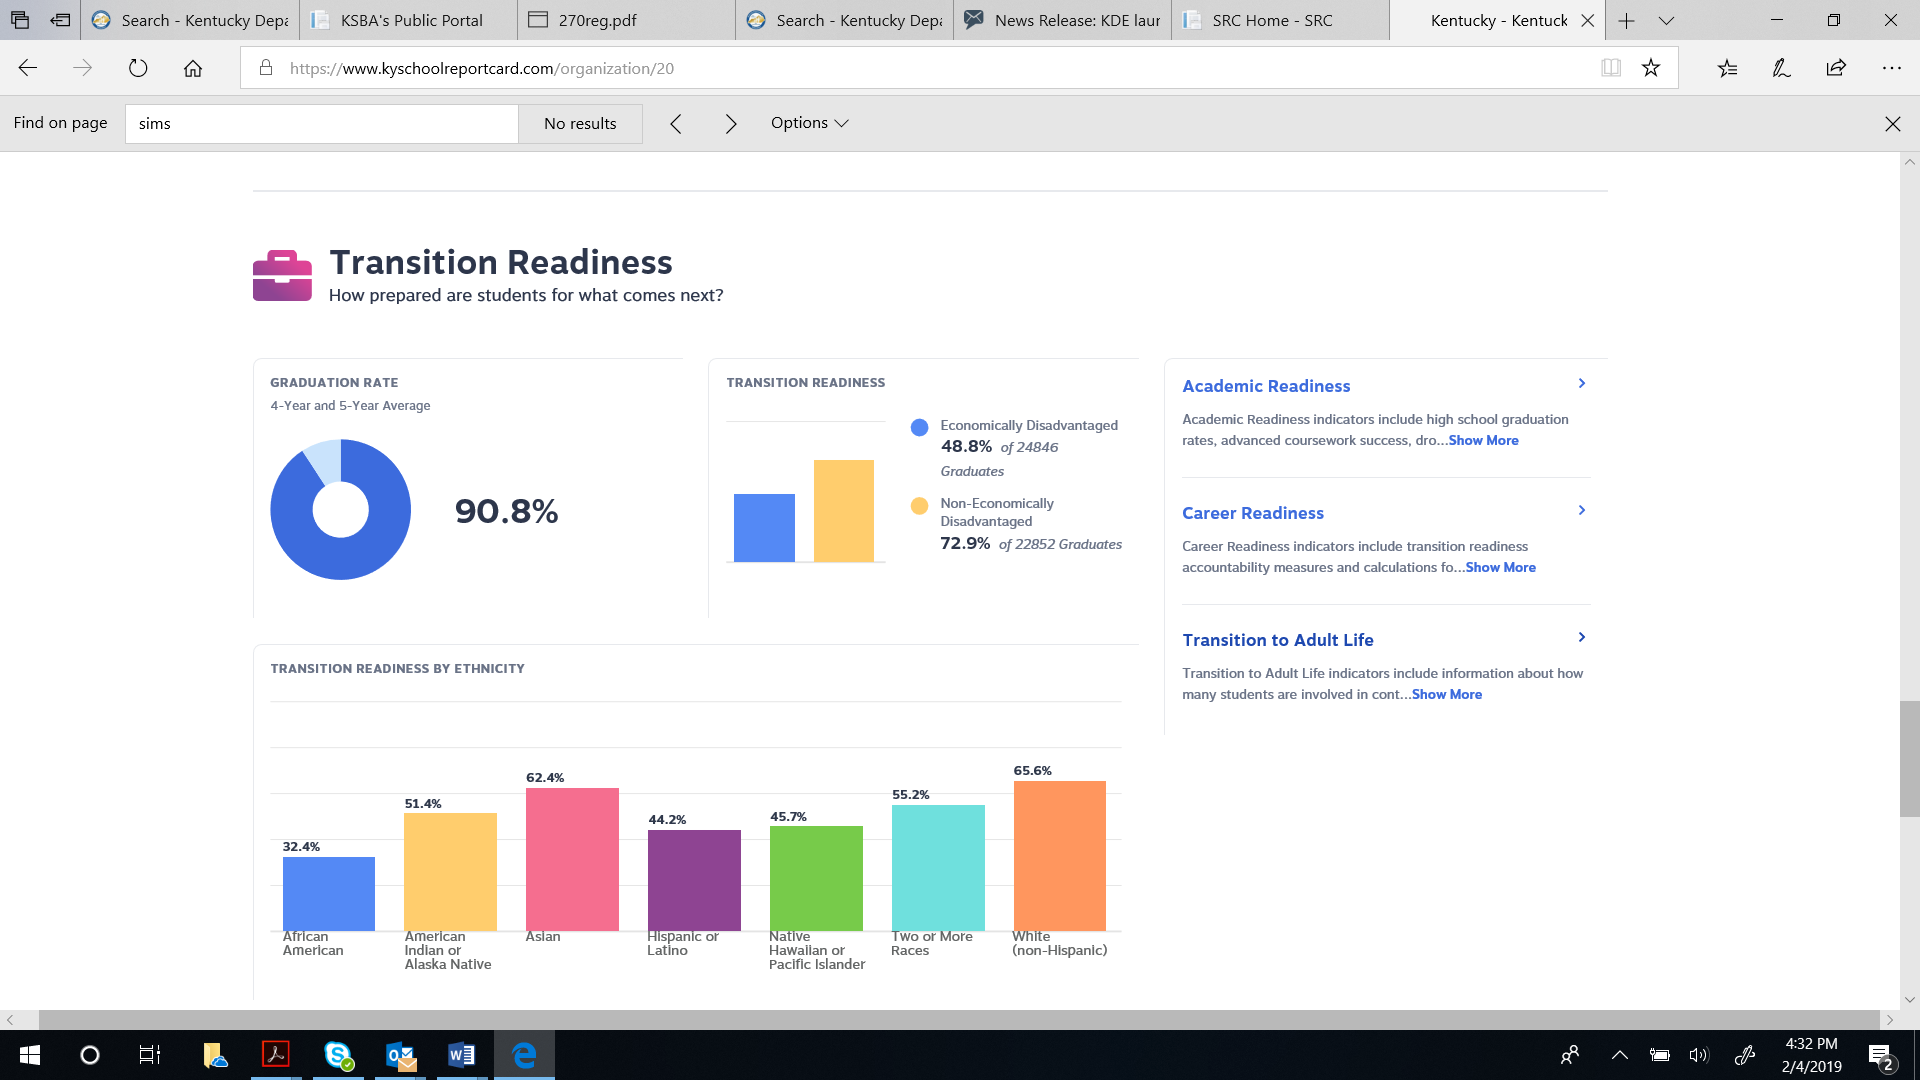 Search - Kentucky Depa
KSBA's Public Portal
270reg.pdf
Search - Kentucky Depa
News Release: KDE laun
SRC Home - SRC
Kentucky - Kentuck
https://www.kyschoolreportcard.com/organization/20
Find on page
sims
No results
Options
Transition Readiness
How prepared are students for what comes next?
GRADUATION RATE
4-Year and 5-Year Average
90.8%
TRANSITION READINESS
Economically Disadvantaged
48.8% of 24846
Graduates
Non-Economically
Disadvantaged
72.9% of 22852 Graduates
Academic Readiness
Academic Readiness indicators include high school graduation
rates, advanced coursework success, dro...Show More
Career Readiness
Career Readiness indicators include transition readiness
accountability measures and calculations fo...Show More
Transition to Adult Life
Transition to Adult Life indicators include information about how
many students are involved in cont...Show More
TRANSITION READINESS BY ETHNICITY
32.4%
51.4%
62.4%
44.2%
45.7%
55.2%
65.6%
African
American
American
Indian or
Alaska Native
Asian
Hispanic or
Latino
Native
Hawaiian or
Pacific Islander
Two or More
Races
White
(non-Hispanic)
4:32 PM
2/4/2019
2